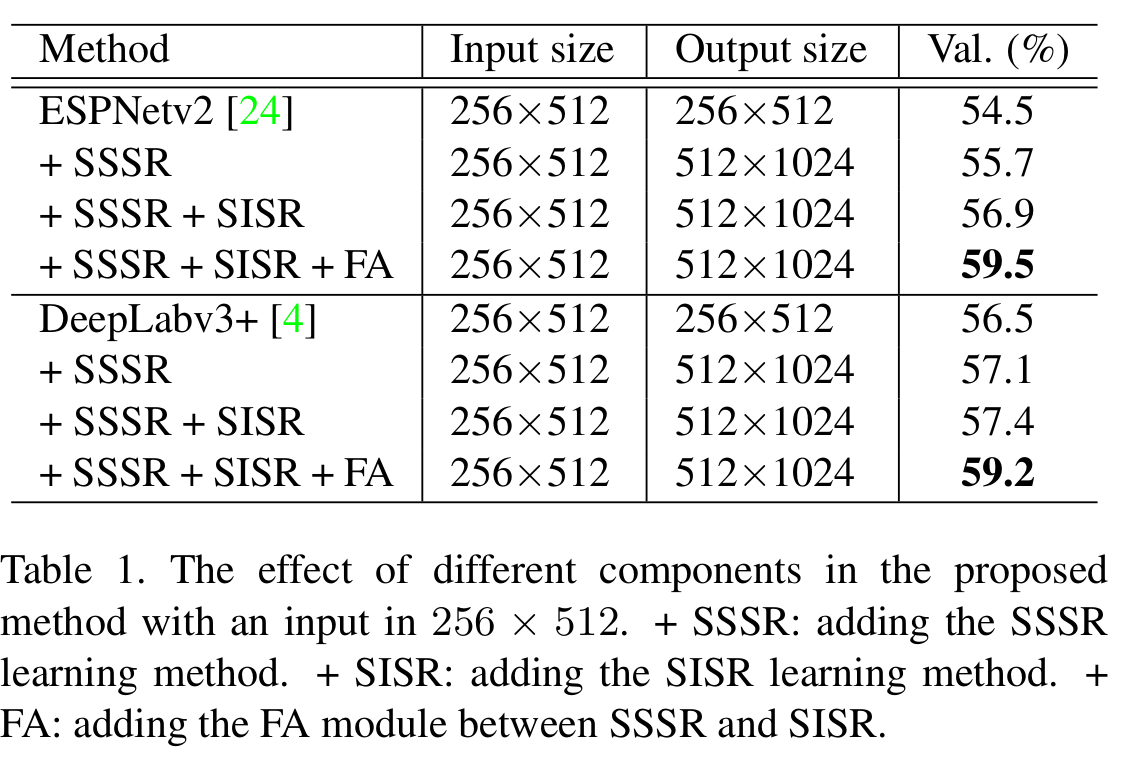 Method Input size Output size Val. (%)
ESPNetv2 [24] 256×512 256×512 54.5
+ SSSR 256×512 512×1024 55.7
+ SSSR + SISR 256×512 512×1024 56.9
+ SSSR + SISR + FA 256×512 512×1024 59.5
DeepLabv3+ [4] 256×512 256×512 56.5
+ SSSR 256×512 512×1024 57.1
+ SSSR + SISR 256×512 512×1024 57.4
+ SSSR + SISR + FA 256×512 512×1024 59.2
Table 1. The effect of different components in the proposed
method with an input in 256 × 512. + SSSR: adding the SSSR
learning method. + SISR: adding the SISR learning method. +
FA: adding the FA module between SSSR and SISR.